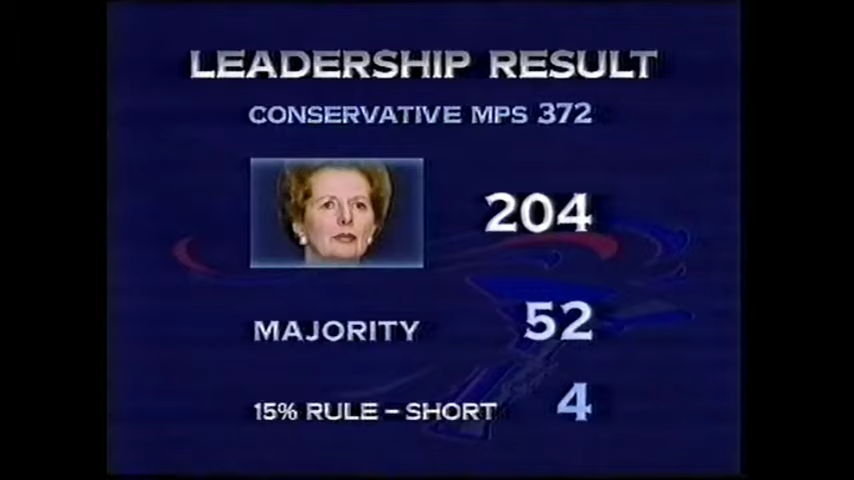 LEADERSHIP RESULT
CONSERVATIVE MPS 372
204
MAJORITY 52
15% RULE – SHORT 4